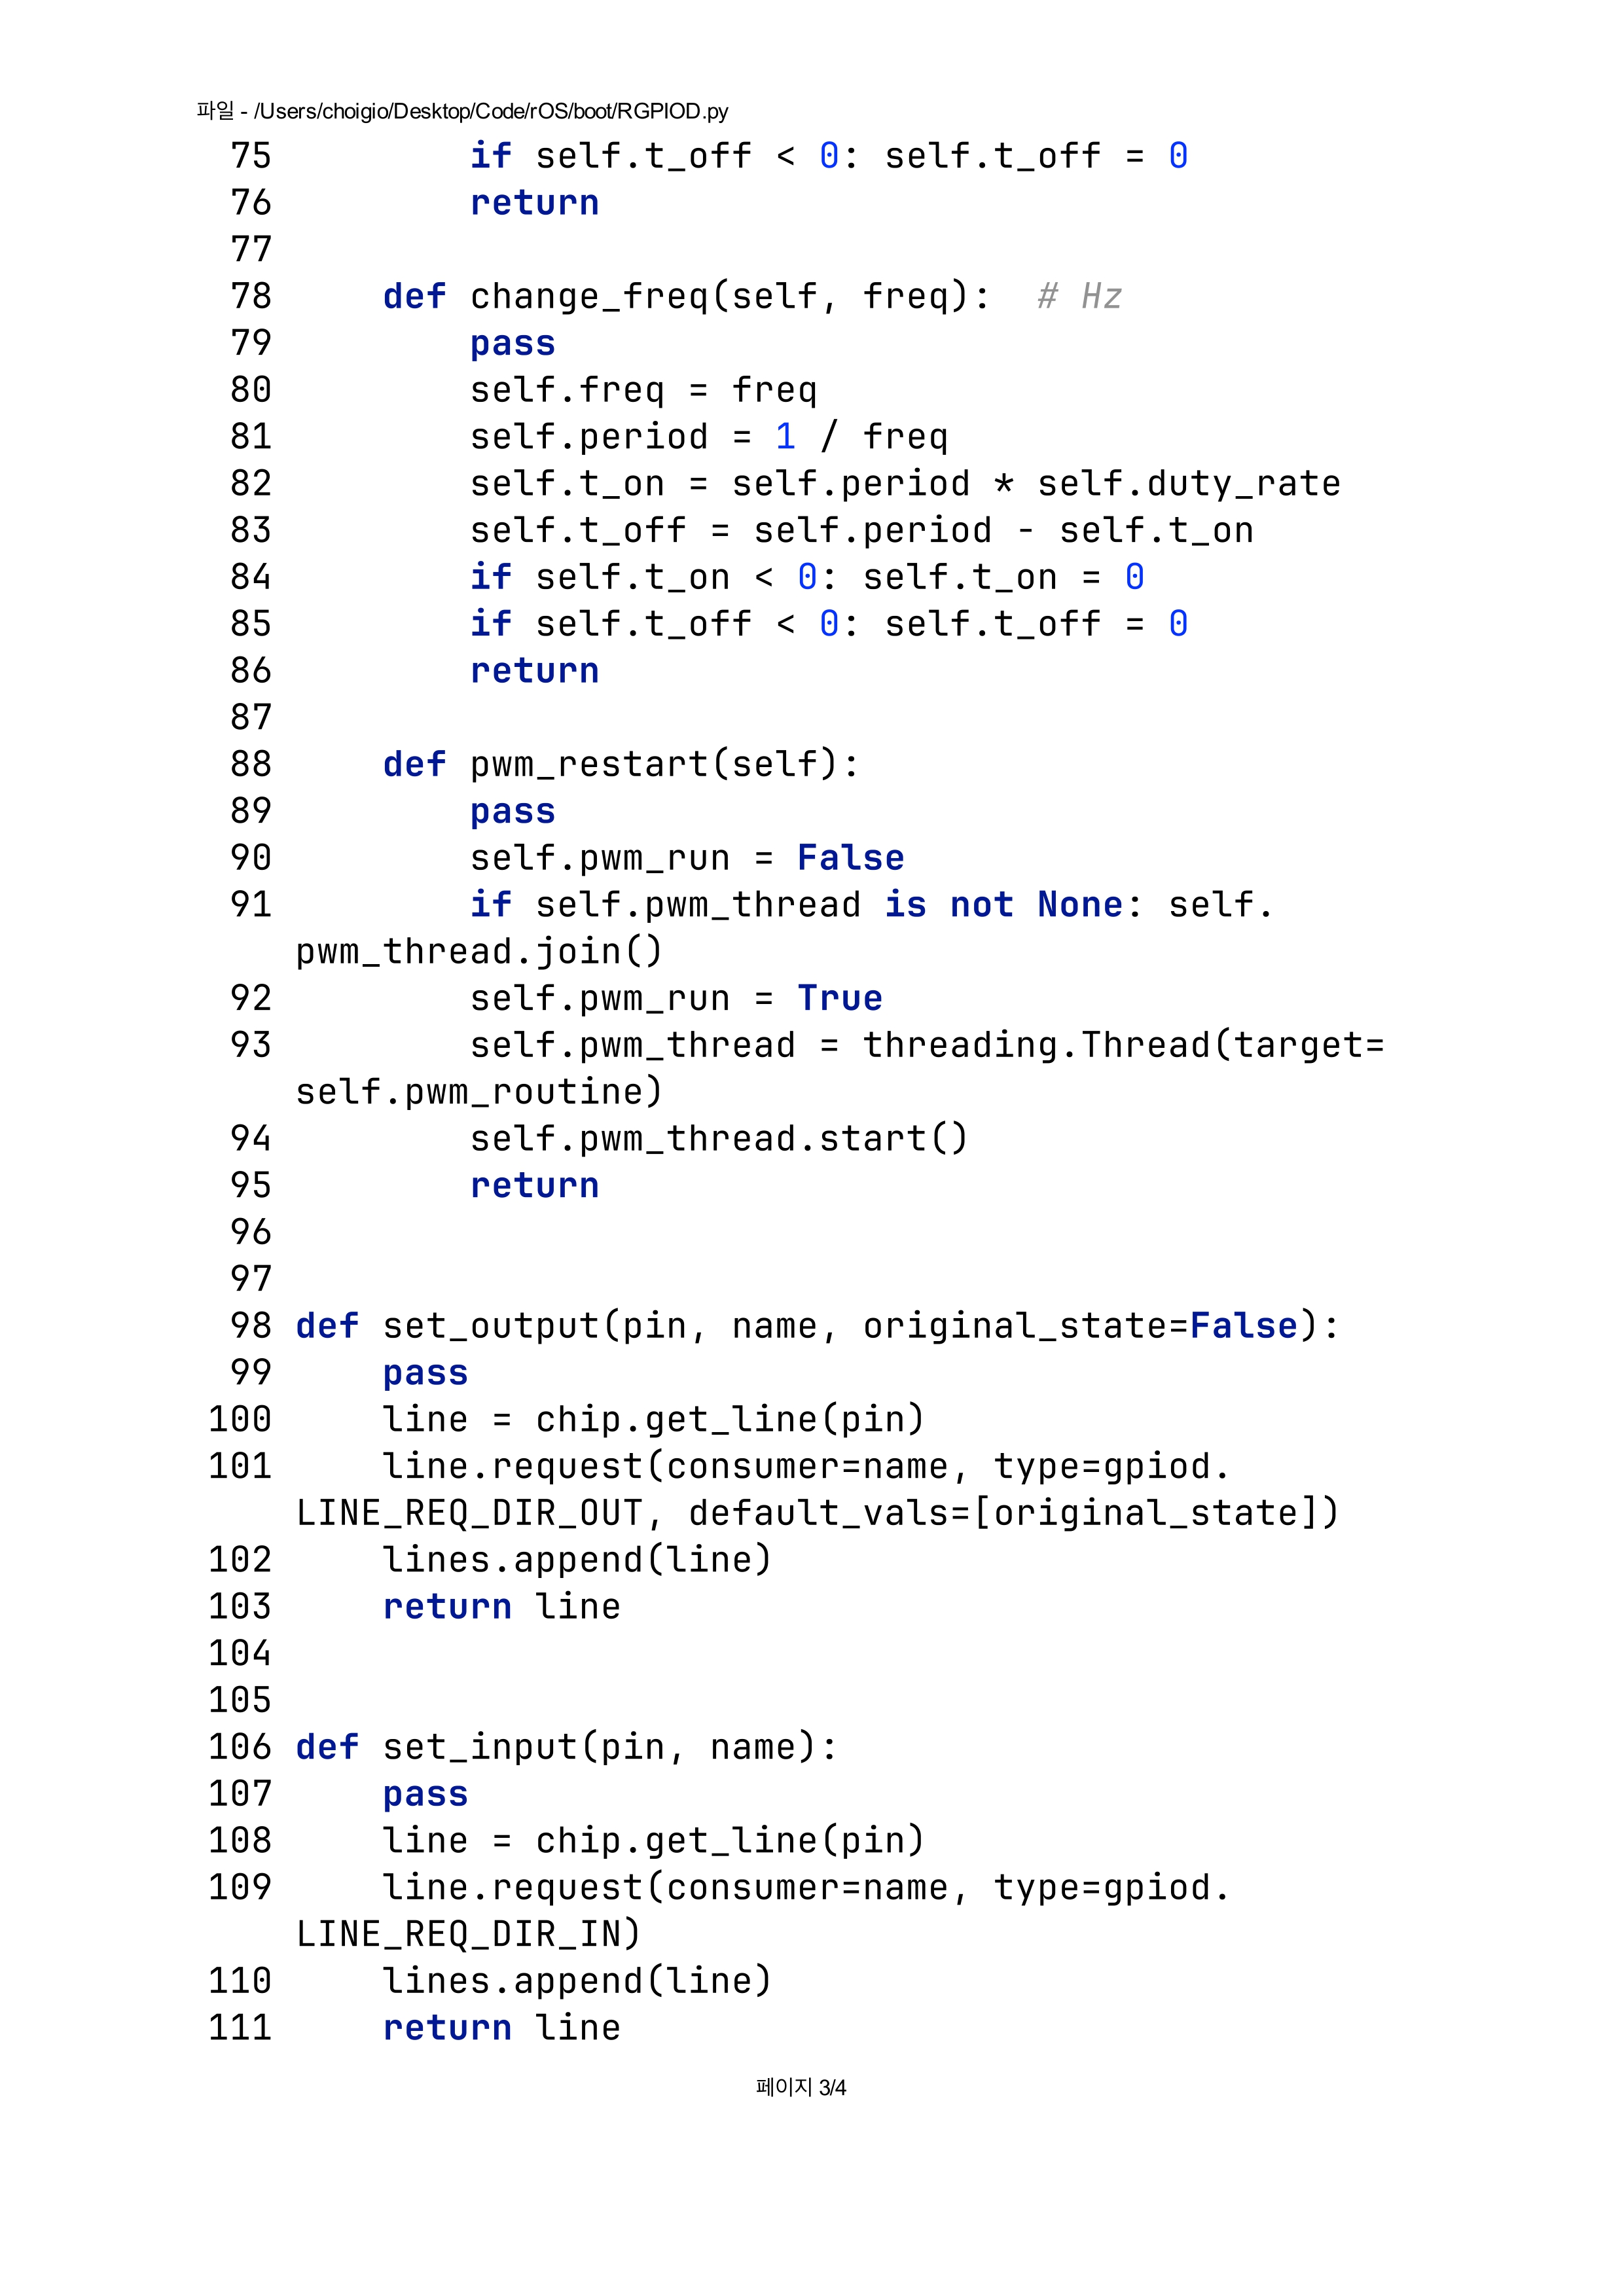 파일 - /Users/choigio/Desktop/Code/rOS/boot/RGPIOD.py
75         if self.t_off < 0: self.t_off = 0
76         return
77
78     def change_freq(self, freq):  # Hz
79         pass
80         self.freq = freq
81         self.period = 1 / freq
82         self.t_on = self.period * self.duty_rate
83         self.t_off = self.period - self.t_on
84         if self.t_on < 0: self.t_on = 0
85         if self.t_off < 0: self.t_off = 0
86         return
87
88     def pwm_restart(self):
89         pass
90         self.pwm_run = False
91         if self.pwm_thread is not None: self.
pwm_thread.join()
92         self.pwm_run = True
93         self.pwm_thread = threading.Thread(target=
self.pwm_routine)
94         self.pwm_thread.start()
95         return
96
97
98 def set_output(pin, name, original_state=False):
99     pass
100     line = chip.get_line(pin)
101     line.request(consumer=name, type=gpiod.
LINE_REQ_DIR_OUT, default_vals=[original_state])
102     lines.append(line)
103     return line
104
105
106 def set_input(pin, name):
107     pass
108     line = chip.get_line(pin)
109     line.request(consumer=name, type=gpiod.
LINE_REQ_DIR_IN)
110     lines.append(line)
111     return line
페이지 3/4